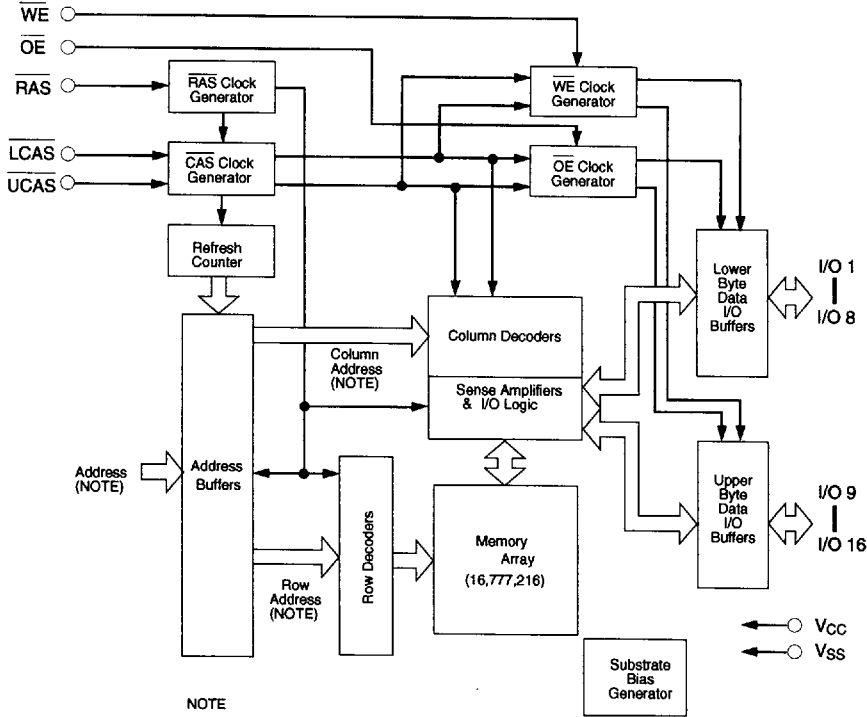 WE
OE
RAS
LCAS
UCAS
RAS Clock
Generator
CAS Clock
Generator
Refresh
Counter
WE Clock
Generator
OE Clock
Generator
Lower
Byte
Data
I/O
Buffers
I/O 1
I/O 8
Column Decoders
Column
Address
(NOTE)
Sense Amplifiers
& I/O Logic
Address
(NOTE)
Address
Buffers
Row Decoders
Row
Address
(NOTE)
Memory
Array
(16,777,216)
Upper
Byte
Data
I/O
Buffers
I/O 9
I/O 16
VCC
VSS
Substrate
Bias
Generator
NOTE